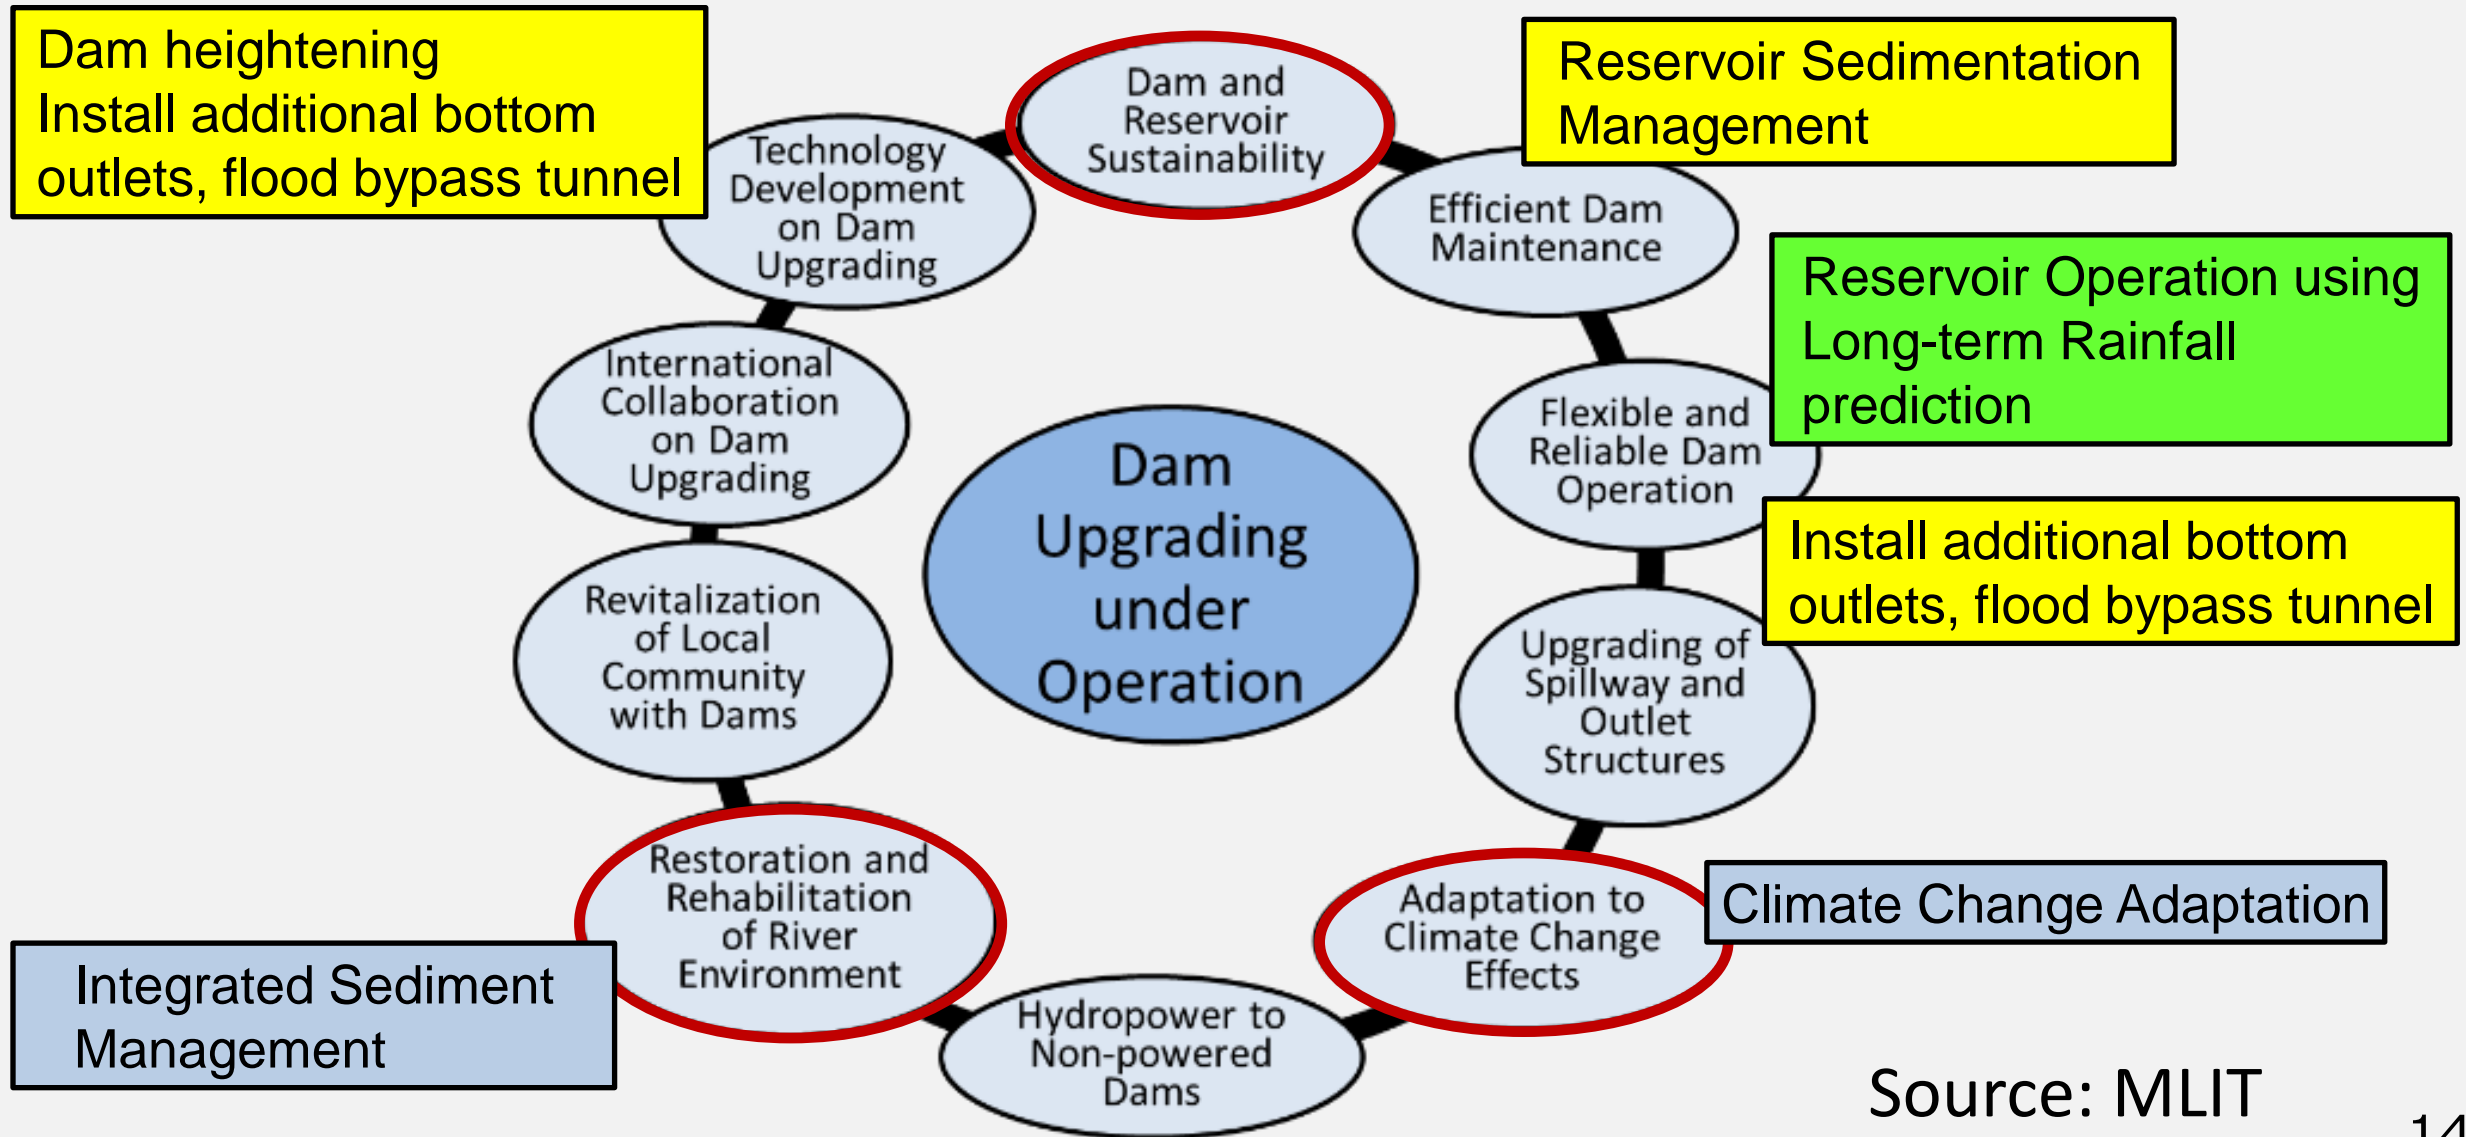 Dam heightening
Install additional bottom
outlets, flood bypass tunnel
Dam and
Reservoir
Sustainability
Reservoir Sedimentation
Management
Technology
Development
on Dam
Upgrading
Efficient Dam
Maintenance
Reservoir Operation using
Long-term Rainfall
prediction
International
Collaboration
on Dam
Upgrading
Flexible and
Reliable Dam
Operation
Dam
Upgrading
under
Operation
Install additional bottom
outlets, flood bypass tunnel
Revitalization
of Local
Community
with Dams
Upgrading of
Spillway and
Outlet
Structures
Restoration and
Rehabilitation
of River
Environment
Adaptation to
Climate Change
Effects
Climate Change Adaptation
Integrated Sediment
Management
Hydropower to
Non-powered
Dams
Source: MLIT
14